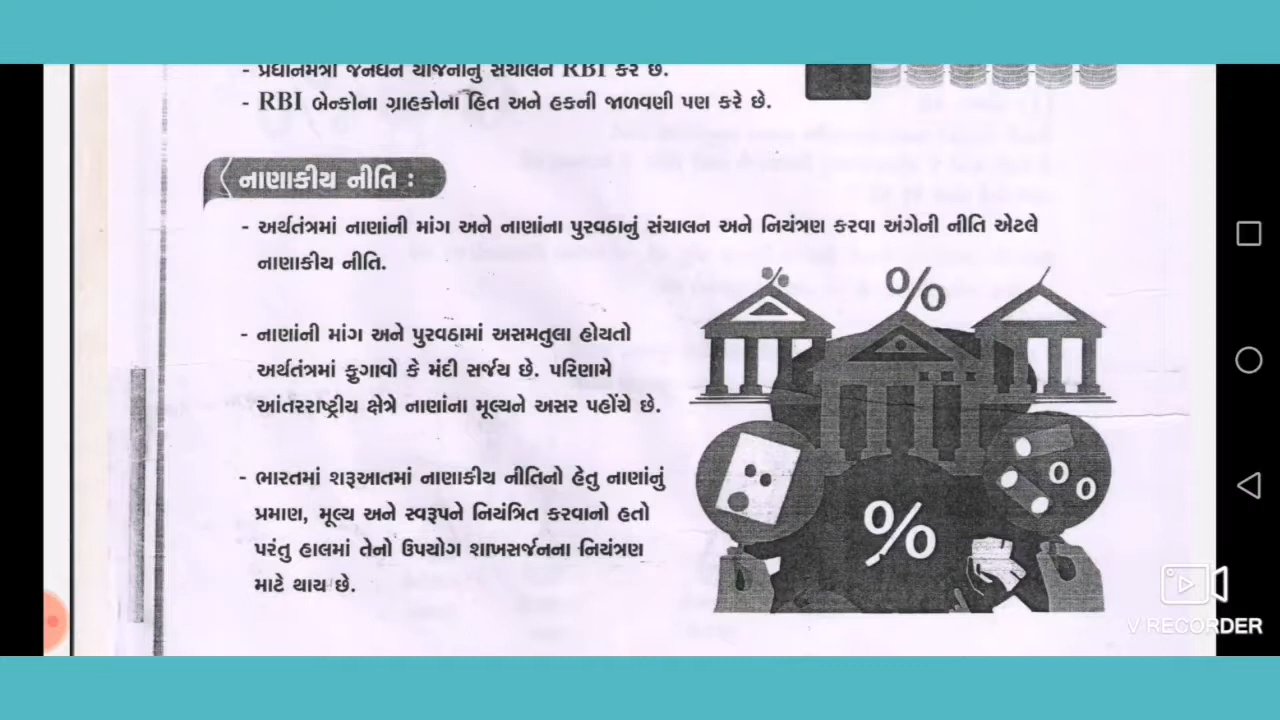 - પ્રધાનમંત્રી જનધન યોજનાનું સંચાલન RBI કરે છે.
- RBI બેન્કોના ગ્રાહકોના હિત અને હકની જાળવણી પણ કરે છે.
નાણાકીય નીતિ :
- અર્થતંત્રમાં નાણાંની માંગ અને નાણાંના પુરવઠાનું સંચાલન અને નિયંત્રણ કરવા અંગેની નીતિ એટલે
નાણાકીય નીતિ.
- નાણાંની માંગ અને પુરવઠામાં અસમતુલા હોયતો
અર્થતંત્રમાં ફુગાવો કે મંદી સર્જય છે. પરિણામે
આંતરરાષ્ટ્રીય ક્ષેત્રે નાણાંના મૂલ્યને અસર પહોંચે છે.
- ભારતમાં શરૂઆતમાં નાણાકીય નીતિનો હેતુ નાણાંનું
પ્રમાણ, મૂલ્ય અને સ્વરૂપને નિયંત્રિત કરવાનો હતો
પરંતુ હાલમાં તેનો ઉપયોગ શાખસર્જનના નિયંત્રણ
માટે થાય છે.
%
%
%
V RECORDER